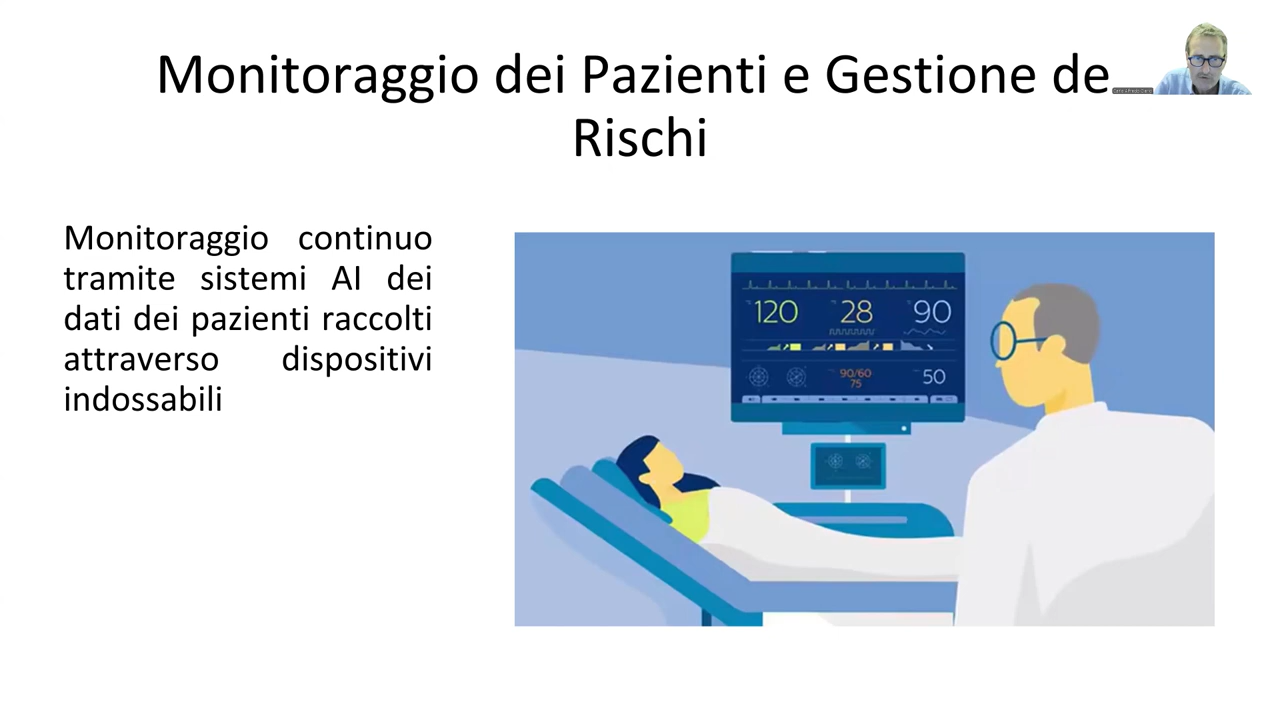 Monitoraggio dei Pazienti e Gestione de
Rischi
Monitoraggio continuo
tramite sistemi AI dei
dati dei pazienti raccolti
attraverso dispositivi
indossabili
120 28 90
90/60
75
50